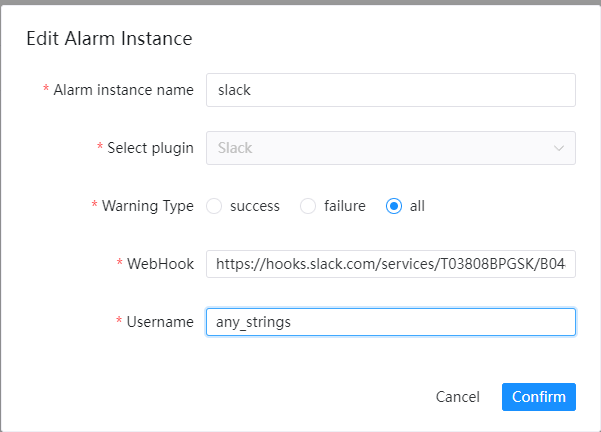 Edit Alarm Instance
* Alarm instance name slack
* Select plugin Slack
* Warning Type success failure all
* WebHook https://hooks.slack.com/services/T03808BPGSK/B04
* Username any_strings
Cancel Confirm